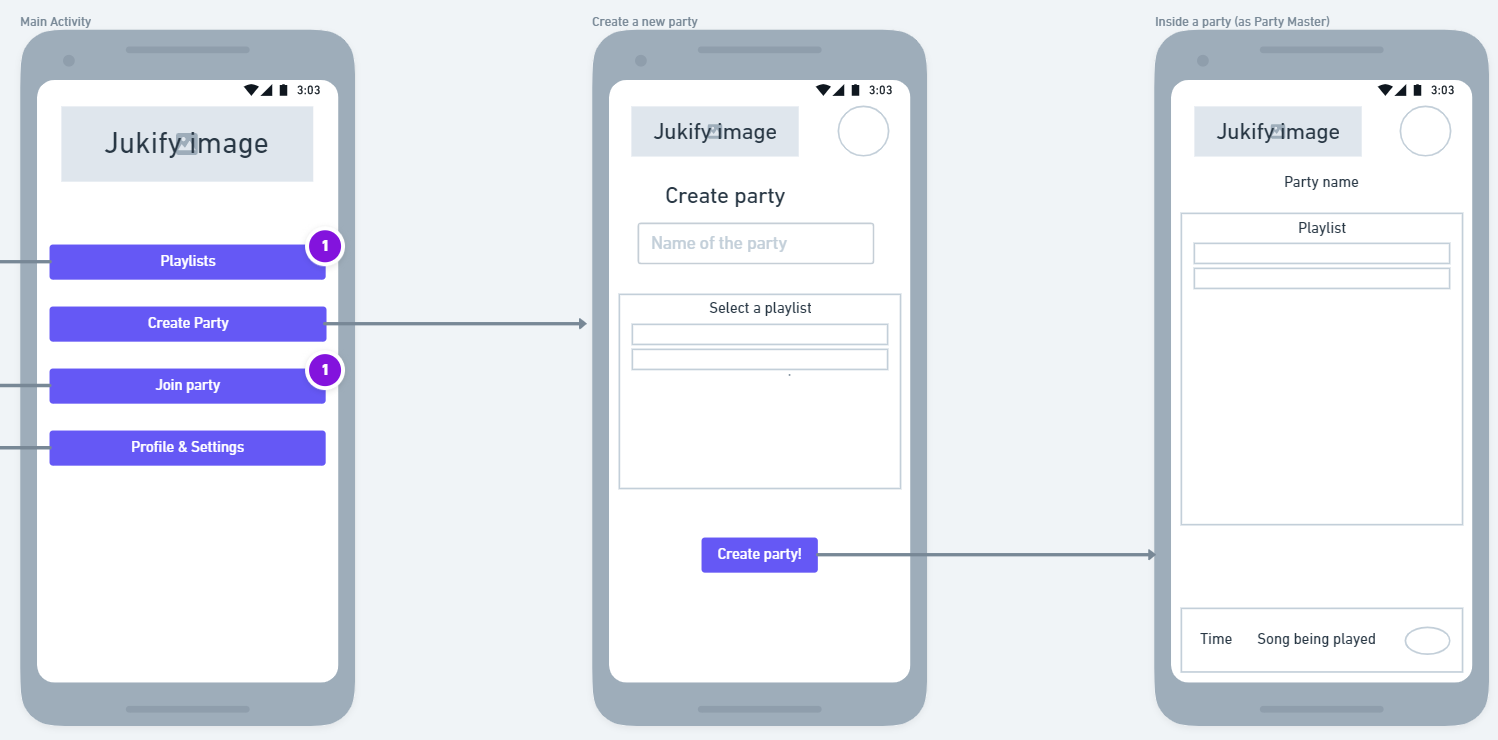 Main Activity
3:03
Jukify image
Playlists
1
Create Party
Join party
1
Profile & Settings
Create a new party
3:03
Jukify image
Create party
Name of the party
Select a playlist
Create party!
Inside a party (as Party Master)
3:03
Jukify image
Party name
Playlist
Time
Song being played